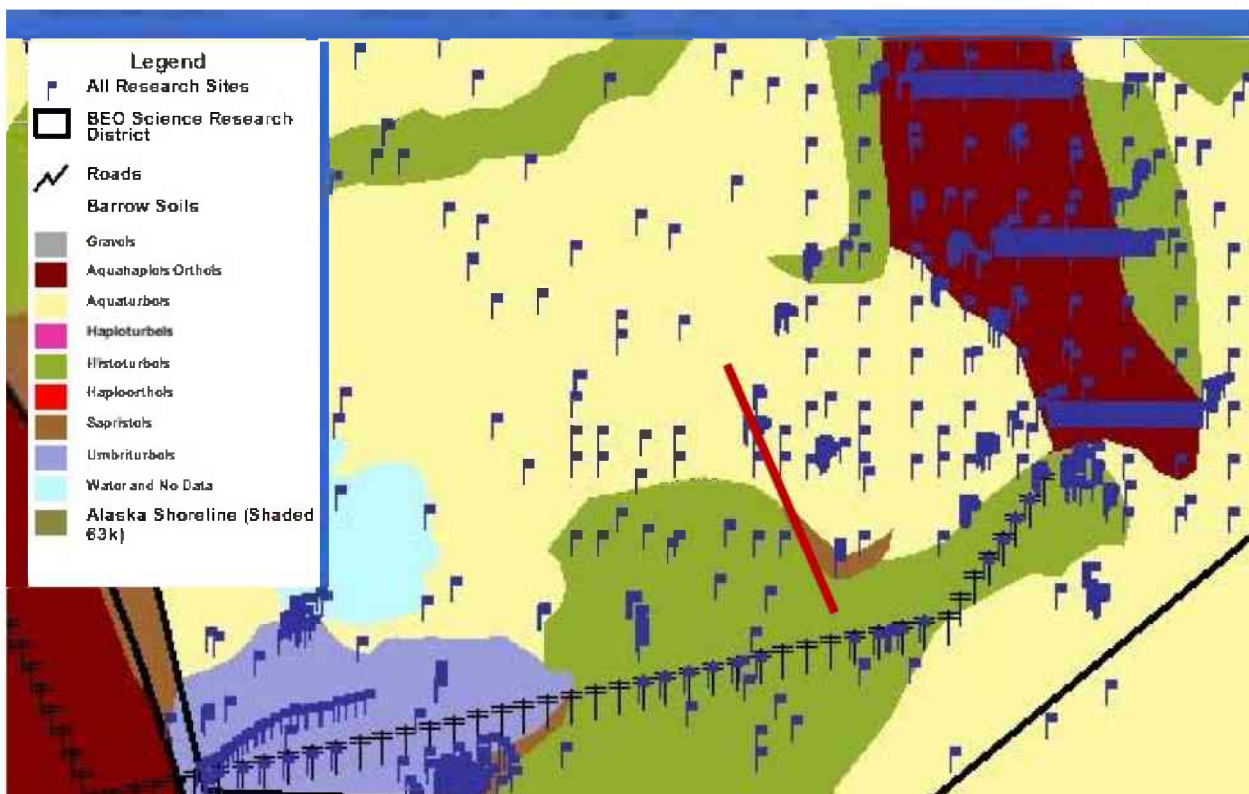 Legend
All Research Sites
BEO Science Research
District
Roads
Barrow Soils
Gravels
Aquahaplels Orthels
Aquaturbels
Haploturbels
Histoturbels
Haploorthels
Sapristels
Umbriturbels
Water and No Data
Alaska Shoreline (Shaded
63k)